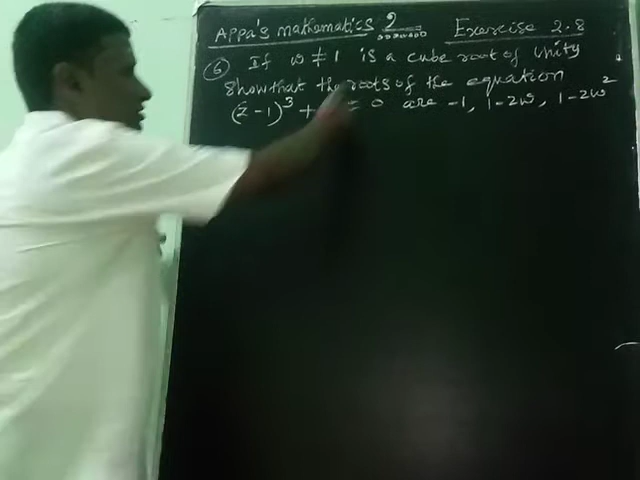 Appa's mathematics 2 Exercise 2.8
6 If ω ≠ 1 is a cube root of Unity
Show that the roots of the equation
(z-1)³ + = 0 are -1, 1-2ω, 1-2ω²